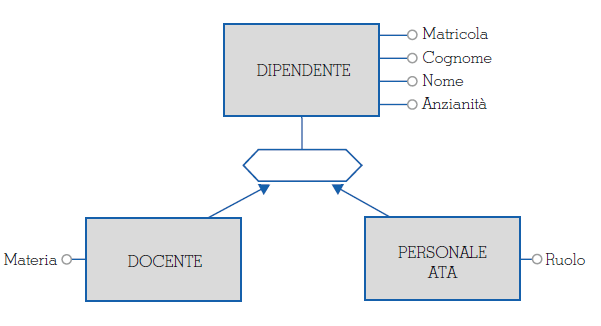 DIPENDENTE
Matricola
Cognome
Nome
Anzianità
Materia
DOCENTE
PERSONALE
ATA
Ruolo